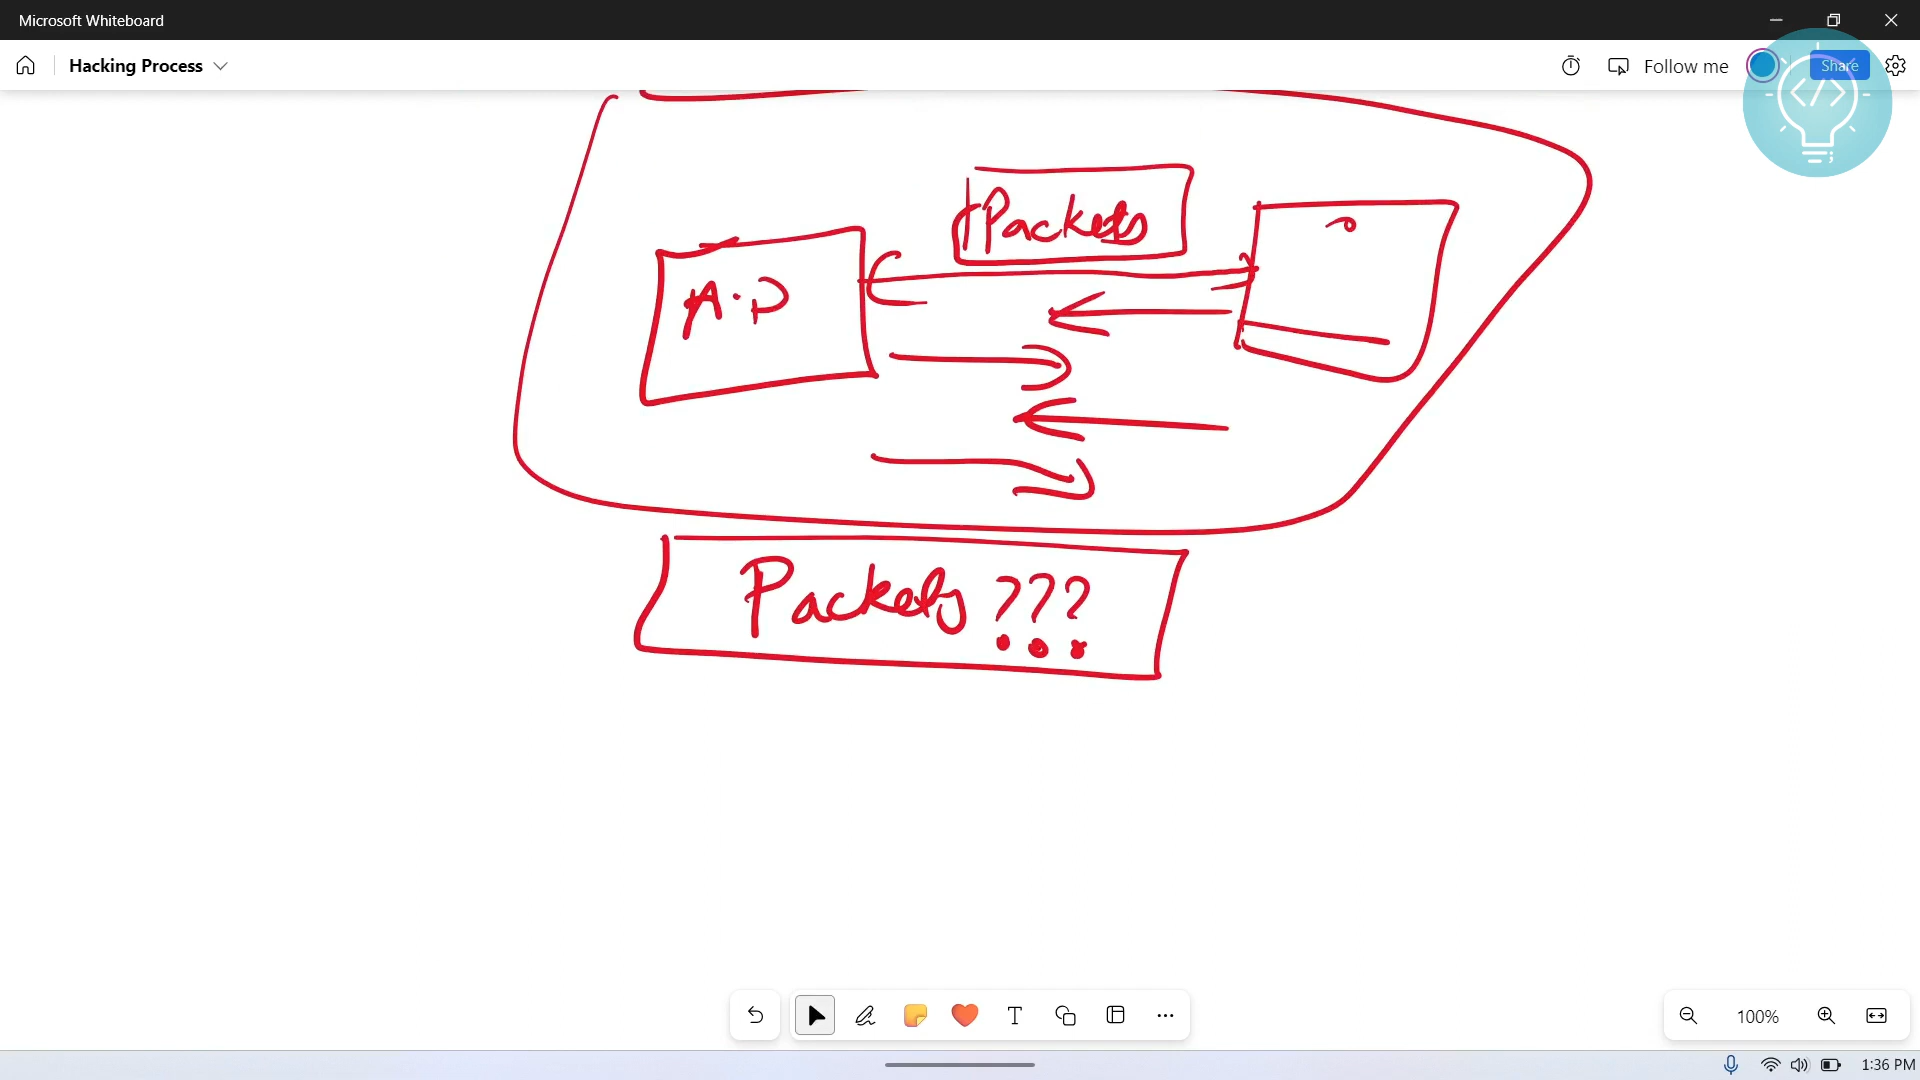 Microsoft Whiteboard
Hacking Process
Follow me
Share
Packets
A.P
Packets ???
100%
1:36 PM